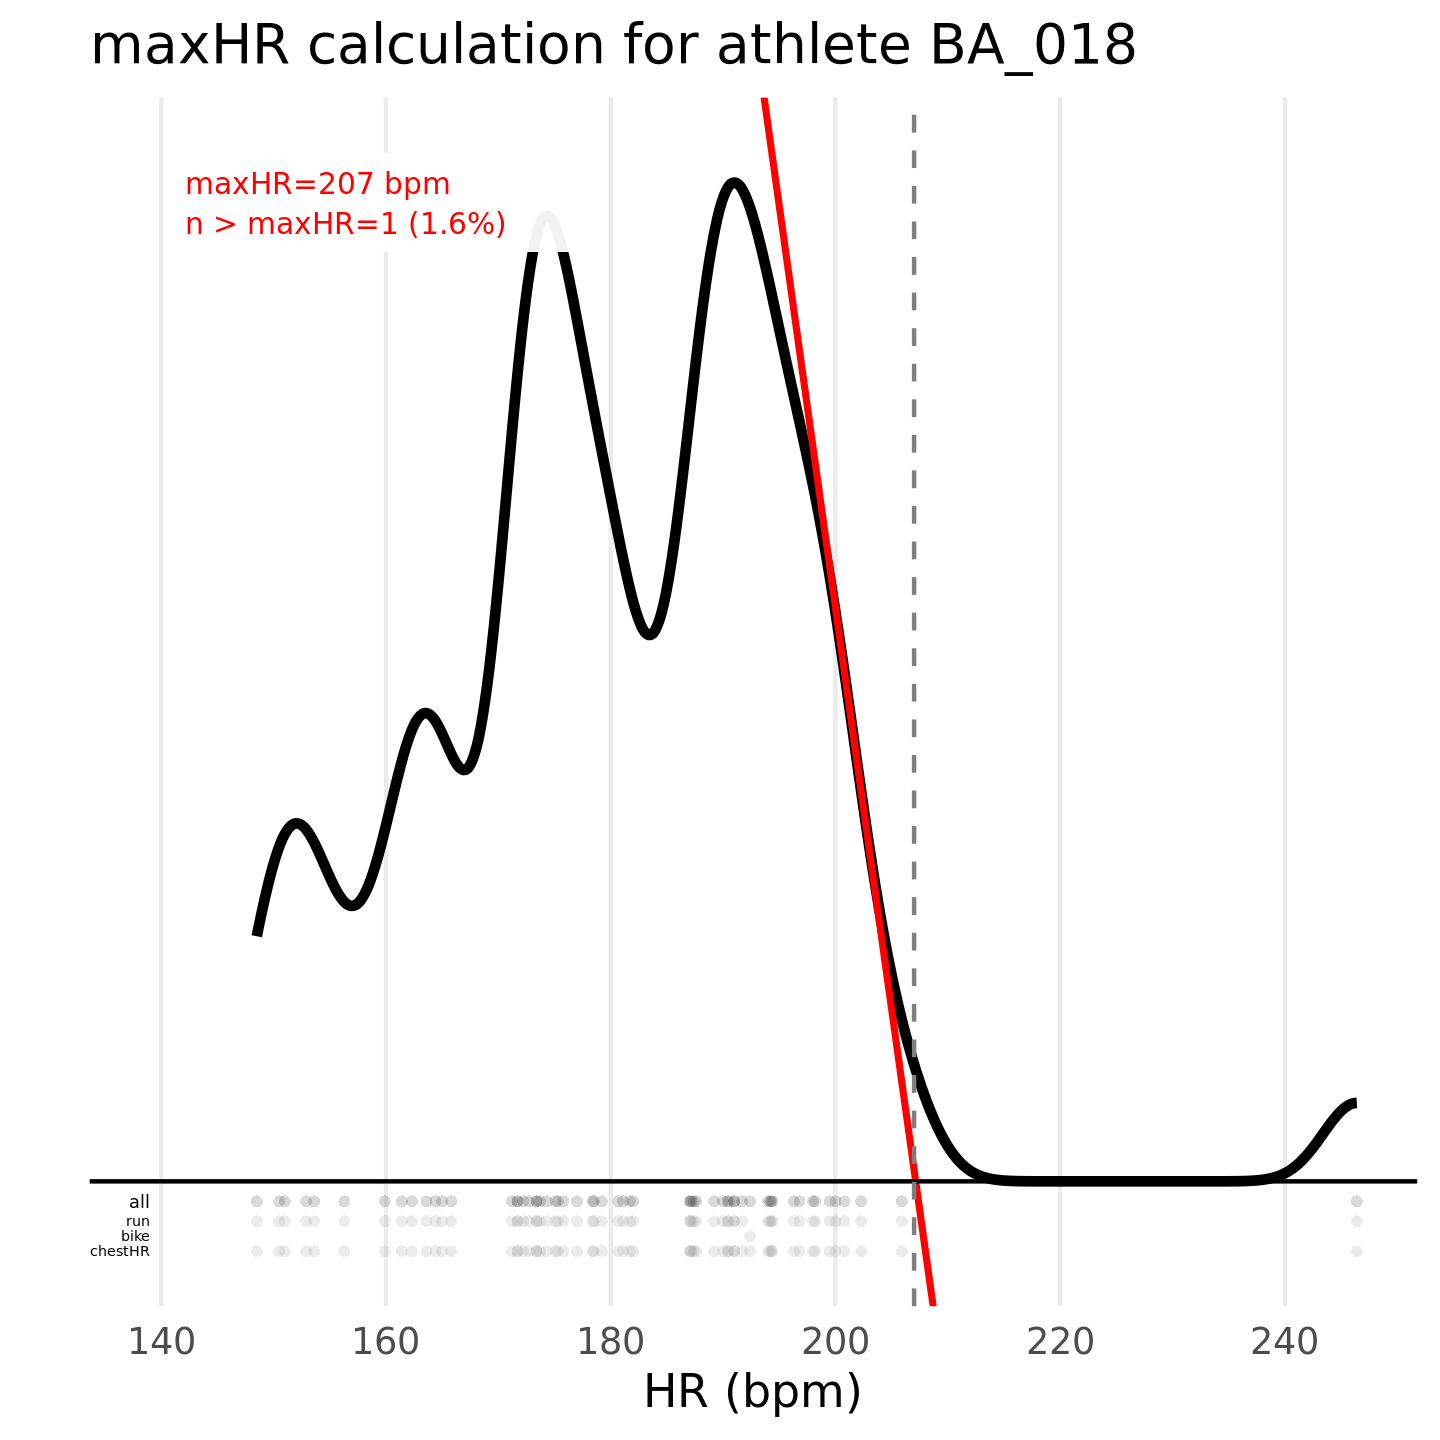 maxHR calculation for athlete BA_018
maxHR=207 bpm
n > maxHR=1 (1.6%)
all
run
bike
chestHR
140 160 180 200 220 240
HR (bpm)